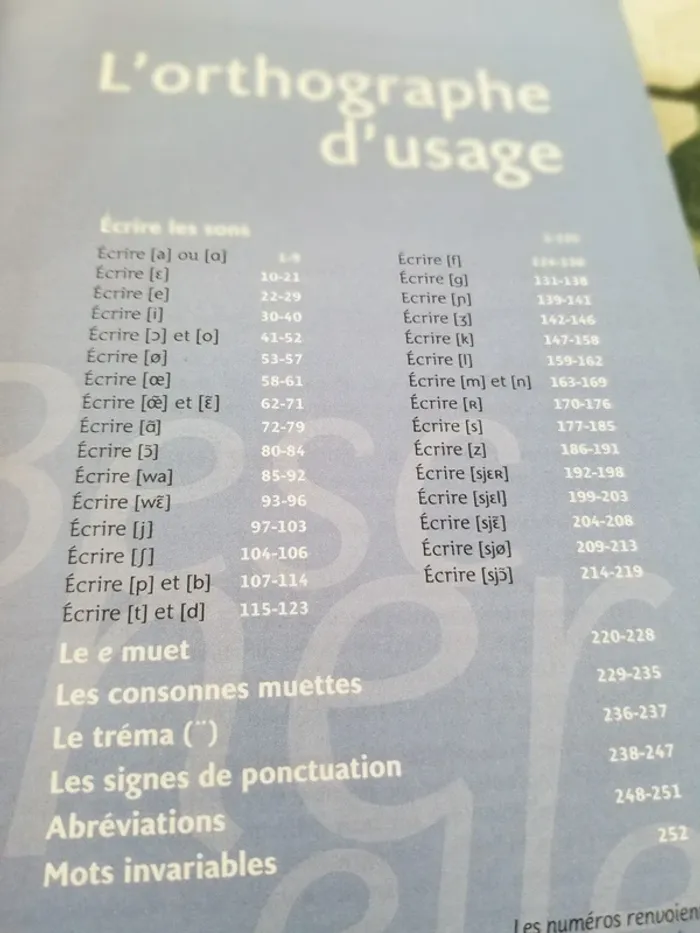 L'orthographe
d'usage
Écrire les sons
Écrire [a] ou [ɑ] 1-9
Écrire [ɛ] 10-21
Écrire [e] 22-29
Écrire [i] 30-40
Écrire [ɔ] et [o] 41-52
Écrire [ø] 53-57
Écrire [œ] 58-61
Écrire [œ̃] et [ɛ̃] 62-71
Écrire [ɑ̃] 72-79
Écrire [ɔ̃] 80-84
Écrire [wa] 85-92
Écrire [wɛ̃] 93-96
Écrire [j] 97-103
Écrire [ʃ] 104-106
Écrire [p] et [b] 107-114
Écrire [t] et [d] 115-123
Écrire [f]
Écrire [g] 131-138
Écrire [ɲ] 139-141
Écrire [ʒ] 142-146
Écrire [k] 147-158
Écrire [l] 159-162
Écrire [m] et [n] 163-169
Écrire [ʀ] 170-176
Écrire [s] 177-185
Écrire [z] 186-191
Écrire [sjɛʀ] 192-198
Écrire [sjɛl] 199-203
Écrire [sjɛ̃] 204-208
Écrire [sjø] 209-213
Écrire [sjɔ̃] 214-219
Le e muet 220-228
Les consonnes muettes 229-235
Le tréma (¨) 236-237
Les signes de ponctuation 238-247
Abréviations 248-251
Mots invariables 252
Les numéros